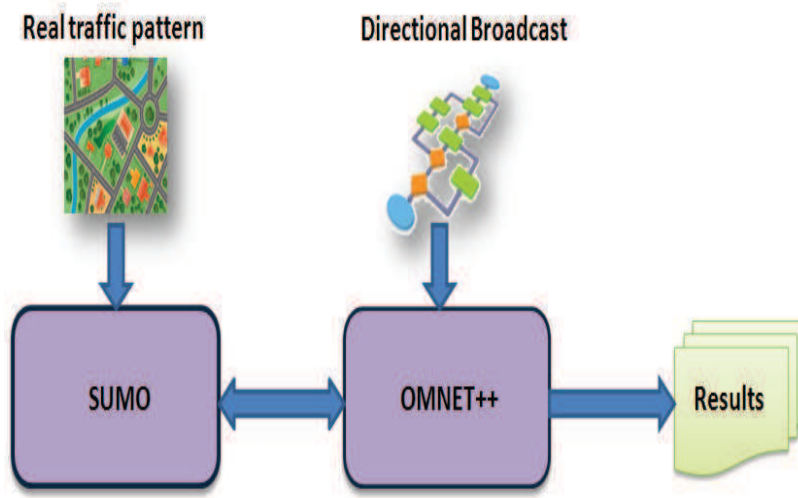 Real traffic pattern
Directional Broadcast
SUMO
OMNET++
Results